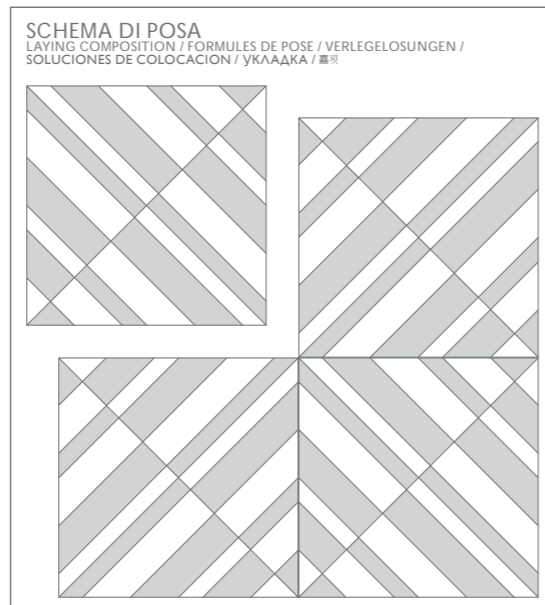 SCHEMA DI POSA
LAYING COMPOSITION / FORMULES DE POSE / VERLEGELOSUNGEN /
SOLUCIONES DE COLOCACION / УКЛАДКА /